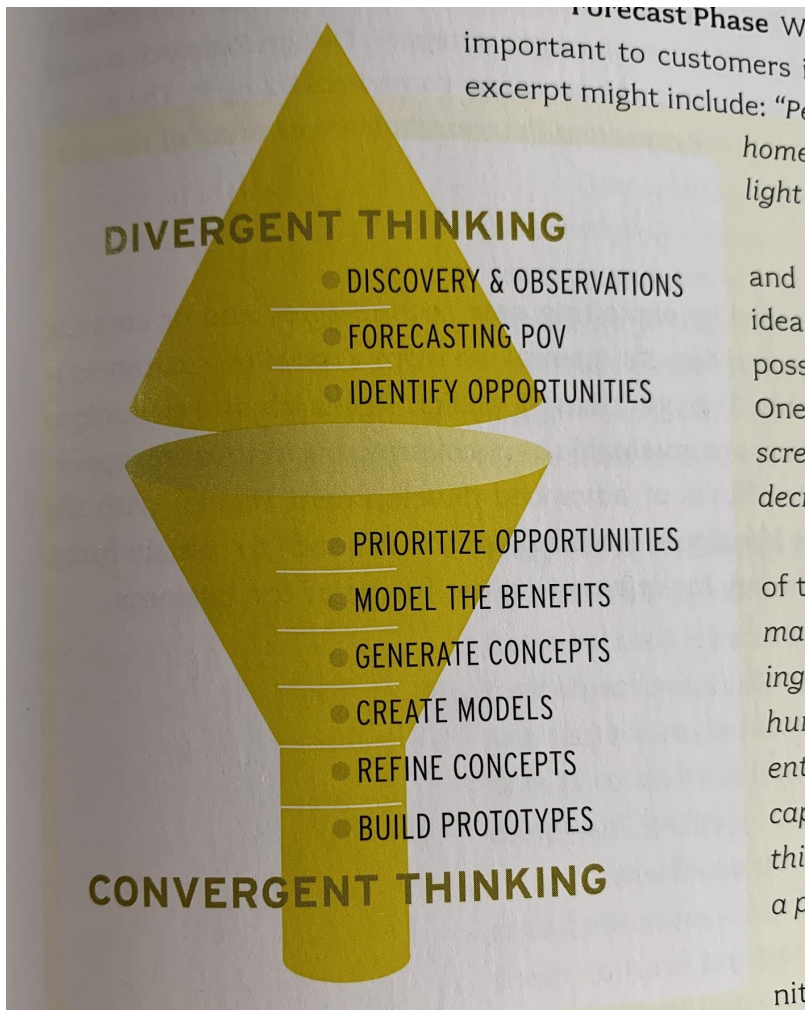 Forecast Phase
important to customers
excerpt might include:
home
light
and
idea
poss
One
scre
deci
of t
ma
ing
hur
ent
cap
thi
a p
nit
DIVERGENT THINKING
DISCOVERY & OBSERVATIONS
FORECASTING POV
IDENTIFY OPPORTUNITIES
PRIORITIZE OPPORTUNITIES
MODEL THE BENEFITS
GENERATE CONCEPTS
CREATE MODELS
REFINE CONCEPTS
BUILD PROTOTYPES
CONVERGENT THINKING